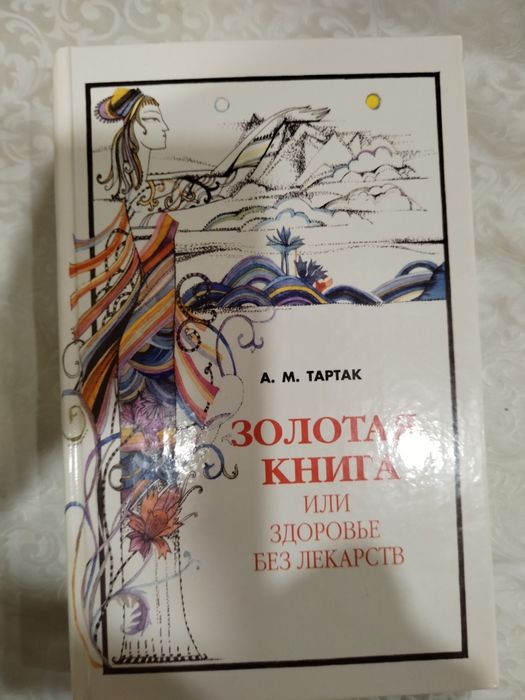 А. М. ТАРТАК
ЗОЛОТАЯ
КНИГА
ИЛИ
ЗДОРОВЬЕ
БЕЗ ЛЕКАРСТВ